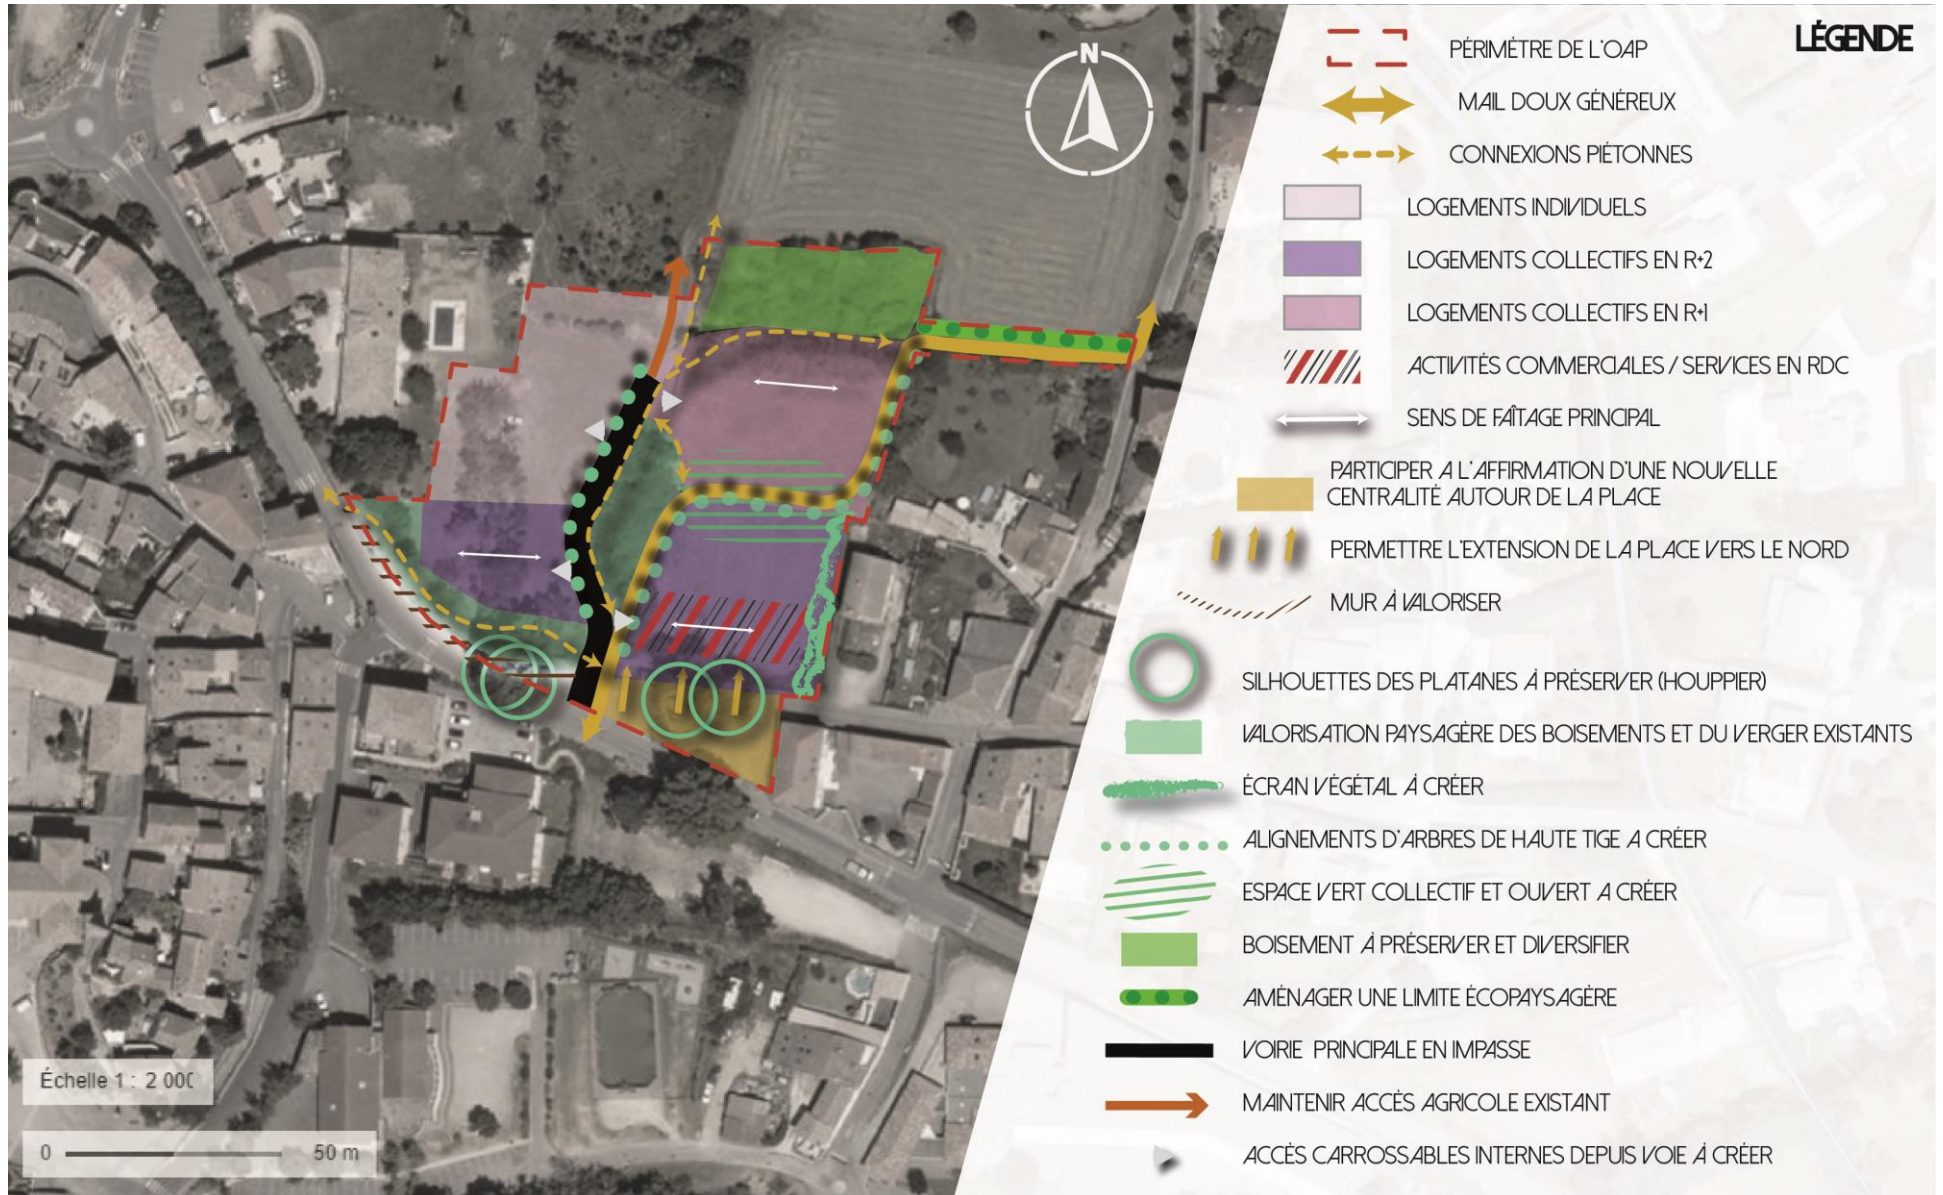 LÉGENDE
N
PÉRIMÈTRE DE L'OAP
MAIL DOUX GÉNÉREUX
CONNEXIONS PIÉTONNES
LOGEMENTS INDIVIDUELS
LOGEMENTS COLLECTIFS EN R+2
LOGEMENTS COLLECTIFS EN R+1
ACTIVITÉS COMMERCIALES / SERVICES EN RDC
SENS DE FAÎTAGE PRINCIPAL
PARTICIPER A L'AFFIRMATION D'UNE NOUVELLE
CENTRALITÉ AUTOUR DE LA PLACE
PERMETTRE L'EXTENSION DE LA PLACE VERS LE NORD
MUR À VALORISER
SILHOUETTES DES PLATANES À PRÉSERVER (HOUPPIER)
VALORISATION PAYSAGÈRE DES BOISEMENTS ET DU VERGER EXISTANTS
ÉCRAN VÉGÉTAL À CRÉER
ALIGNEMENTS D'ARBRES DE HAUTE TIGE A CRÉER
ESPACE VERT COLLECTIF ET OUVERT A CRÉER
BOISEMENT À PRÉSERVER ET DIVERSIFIER
AMÉNAGER UNE LIMITE ÉCOPAYSAGÈRE
VOIRIE PRINCIPALE EN IMPASSE
MAINTENIR ACCÈS AGRICOLE EXISTANT
ACCÈS CARROSSABLES INTERNES DEPUIS VOIE À CRÉER
Échelle 1 : 2 000
0 50 m